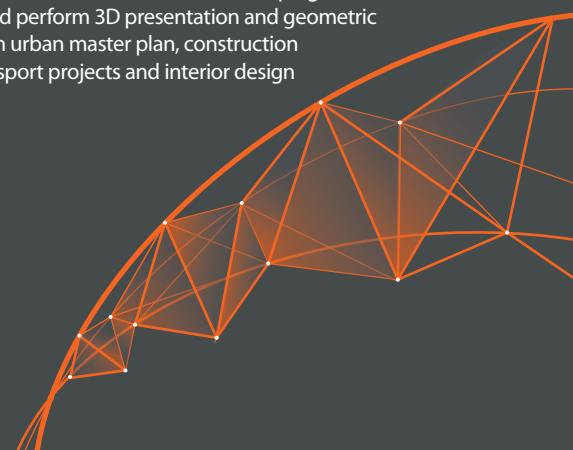 d perform 3D presentation and geometric
n urban master plan, construction
sport projects and interior design